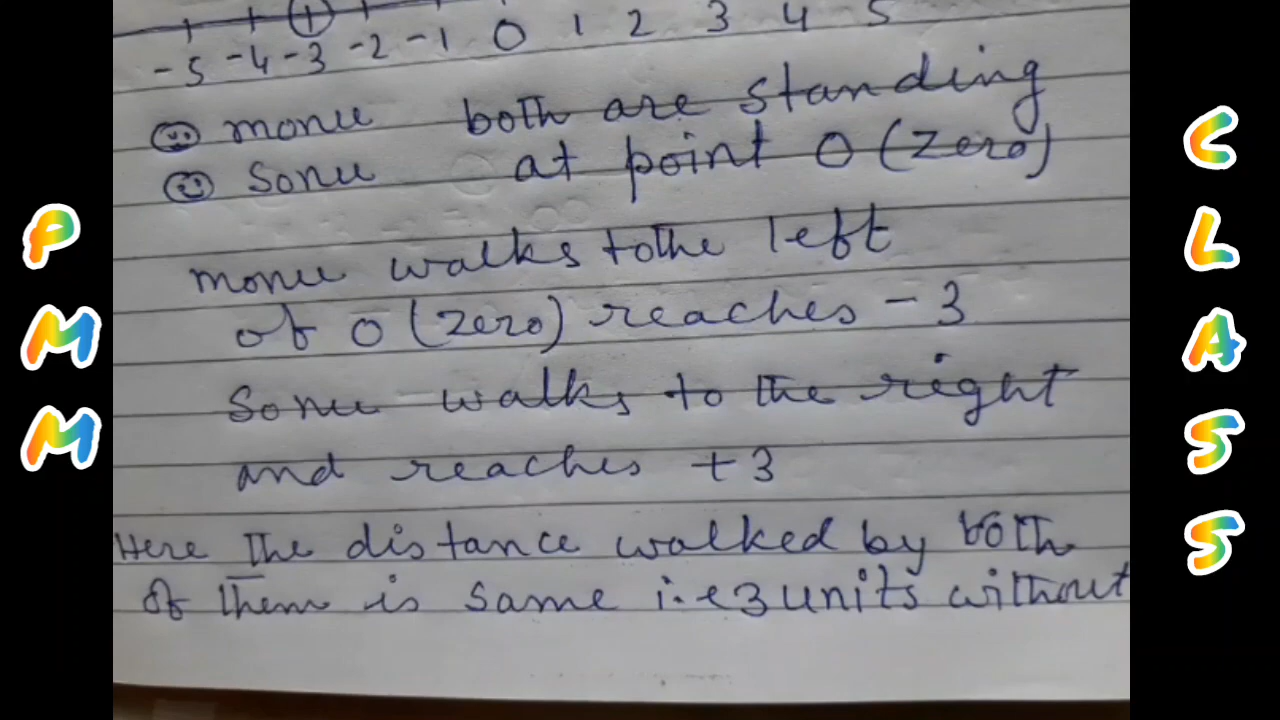 -5 -4 -3 -2 -1 0 1 2 3 4 5
monu both are standing
sonu at point 0 (zero)
monu walks to the left
of 0 (zero) reaches -3
Sonu walks to the right
and reaches +3
Here The distance walked by both
of them is same i.e 3 units without
PMM
CLASS